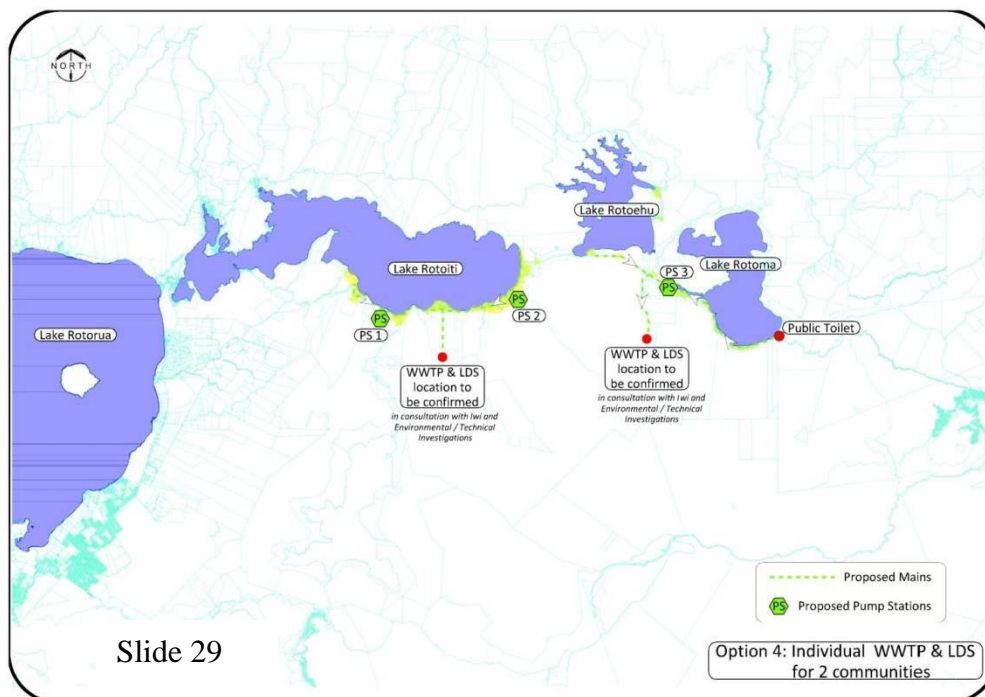 NORTH
Lake Rotoehu
Lake Rotoiti
PS 3
PS
Lake Rotoma
PS
PS 1
PS
PS 2
Public Toilet
Lake Rotorua
WWTP & LDS
location to
be confirmed
in consultation with Iwi and
Environmental / Technical
Investigations
WWTP & LDS
location to
be confirmed
in consultation with Iwi and
Environmental / Technical
Investigations
Proposed Mains
PS Proposed Pump Stations
Slide 29
Option 4: Individual WWTP & LDS
for 2 communities